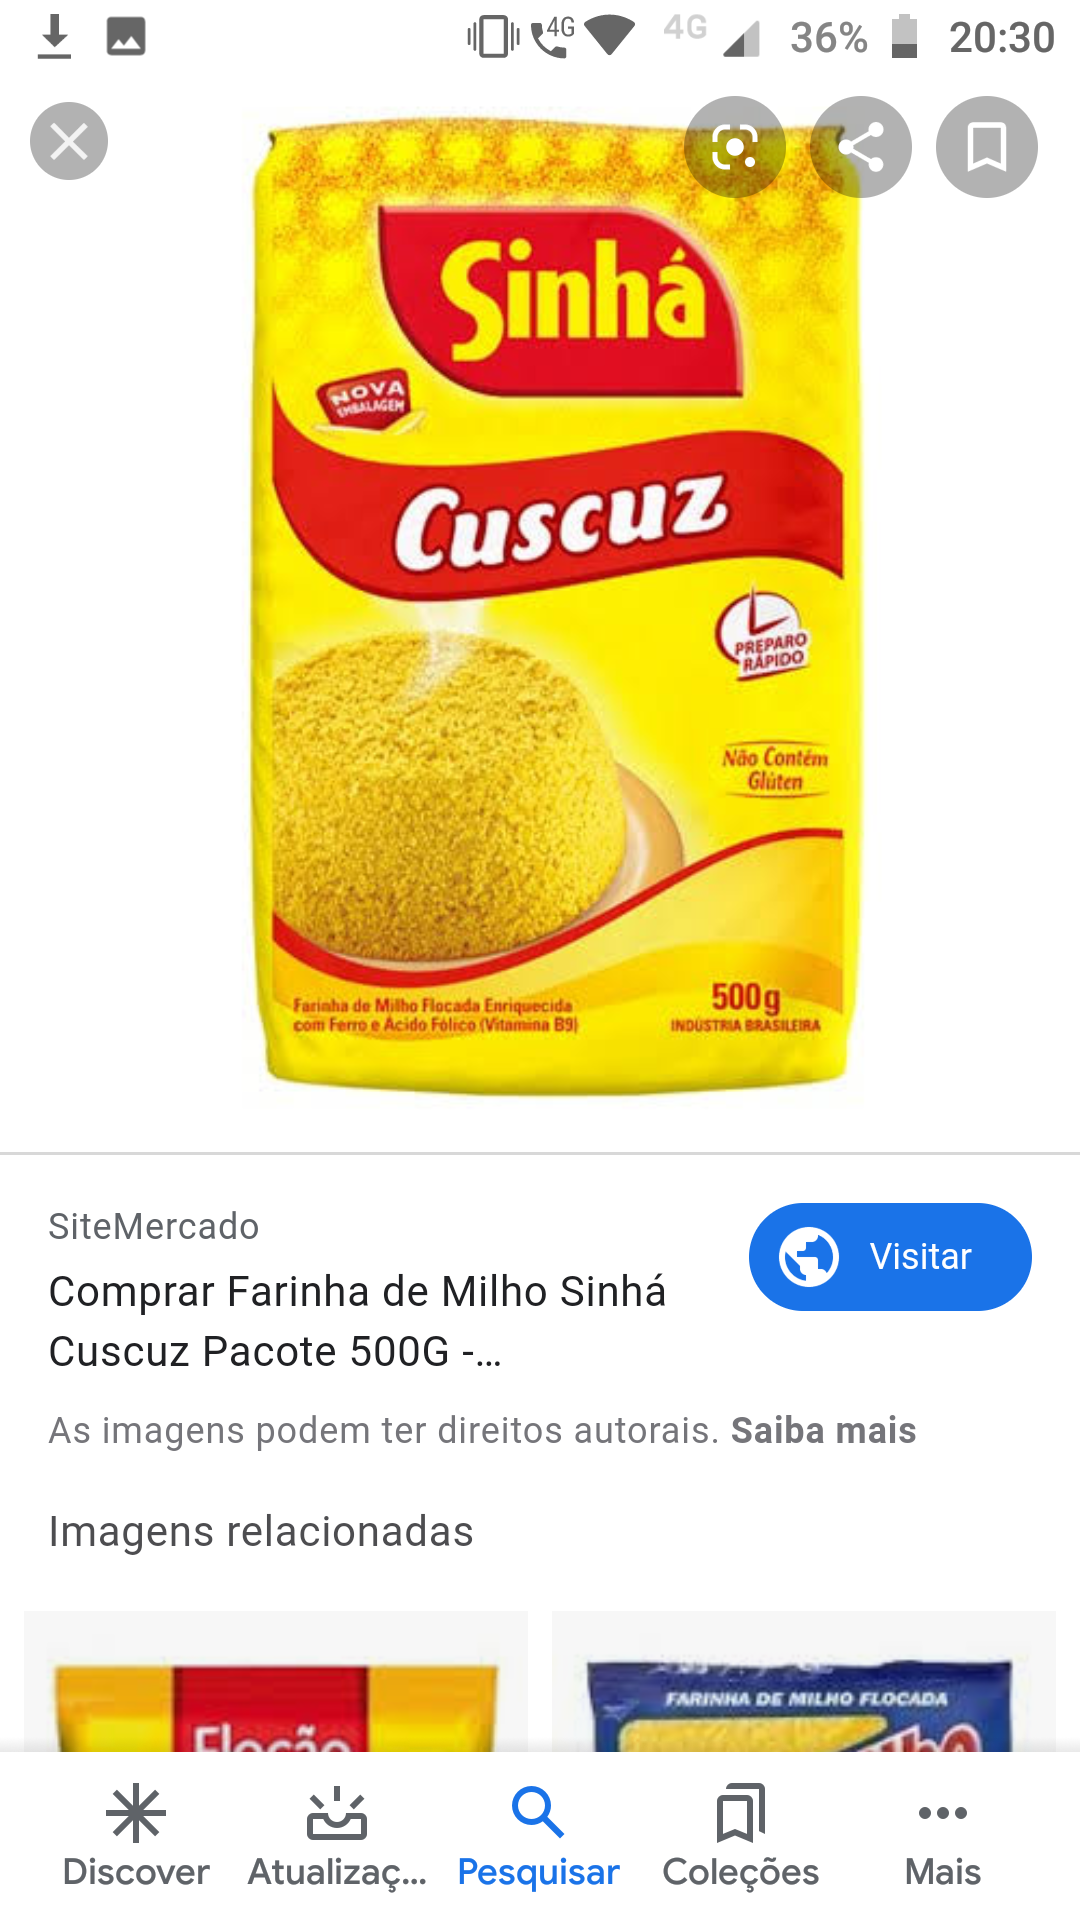 4G
4G
36%
20:30
Sinhá
NOVA
EMBALAGEM
Cuscuz
PREPARO
RÁPIDO
Não Contém
Glúten
Farinha de Milho Flocada Enriquecida
com Ferro e Ácido Fólico (Vitamina B9)
500g
INDÚSTRIA BRASILEIRA
SiteMercado
Visitar
Comprar Farinha de Milho Sinhá
Cuscuz Pacote 500G -...
As imagens podem ter direitos autorais. Saiba mais
Imagens relacionadas
Flocão
FARINHA DE MILHO FLOCADA
Discover
Atualizaç...
Pesquisar
Coleções
Mais